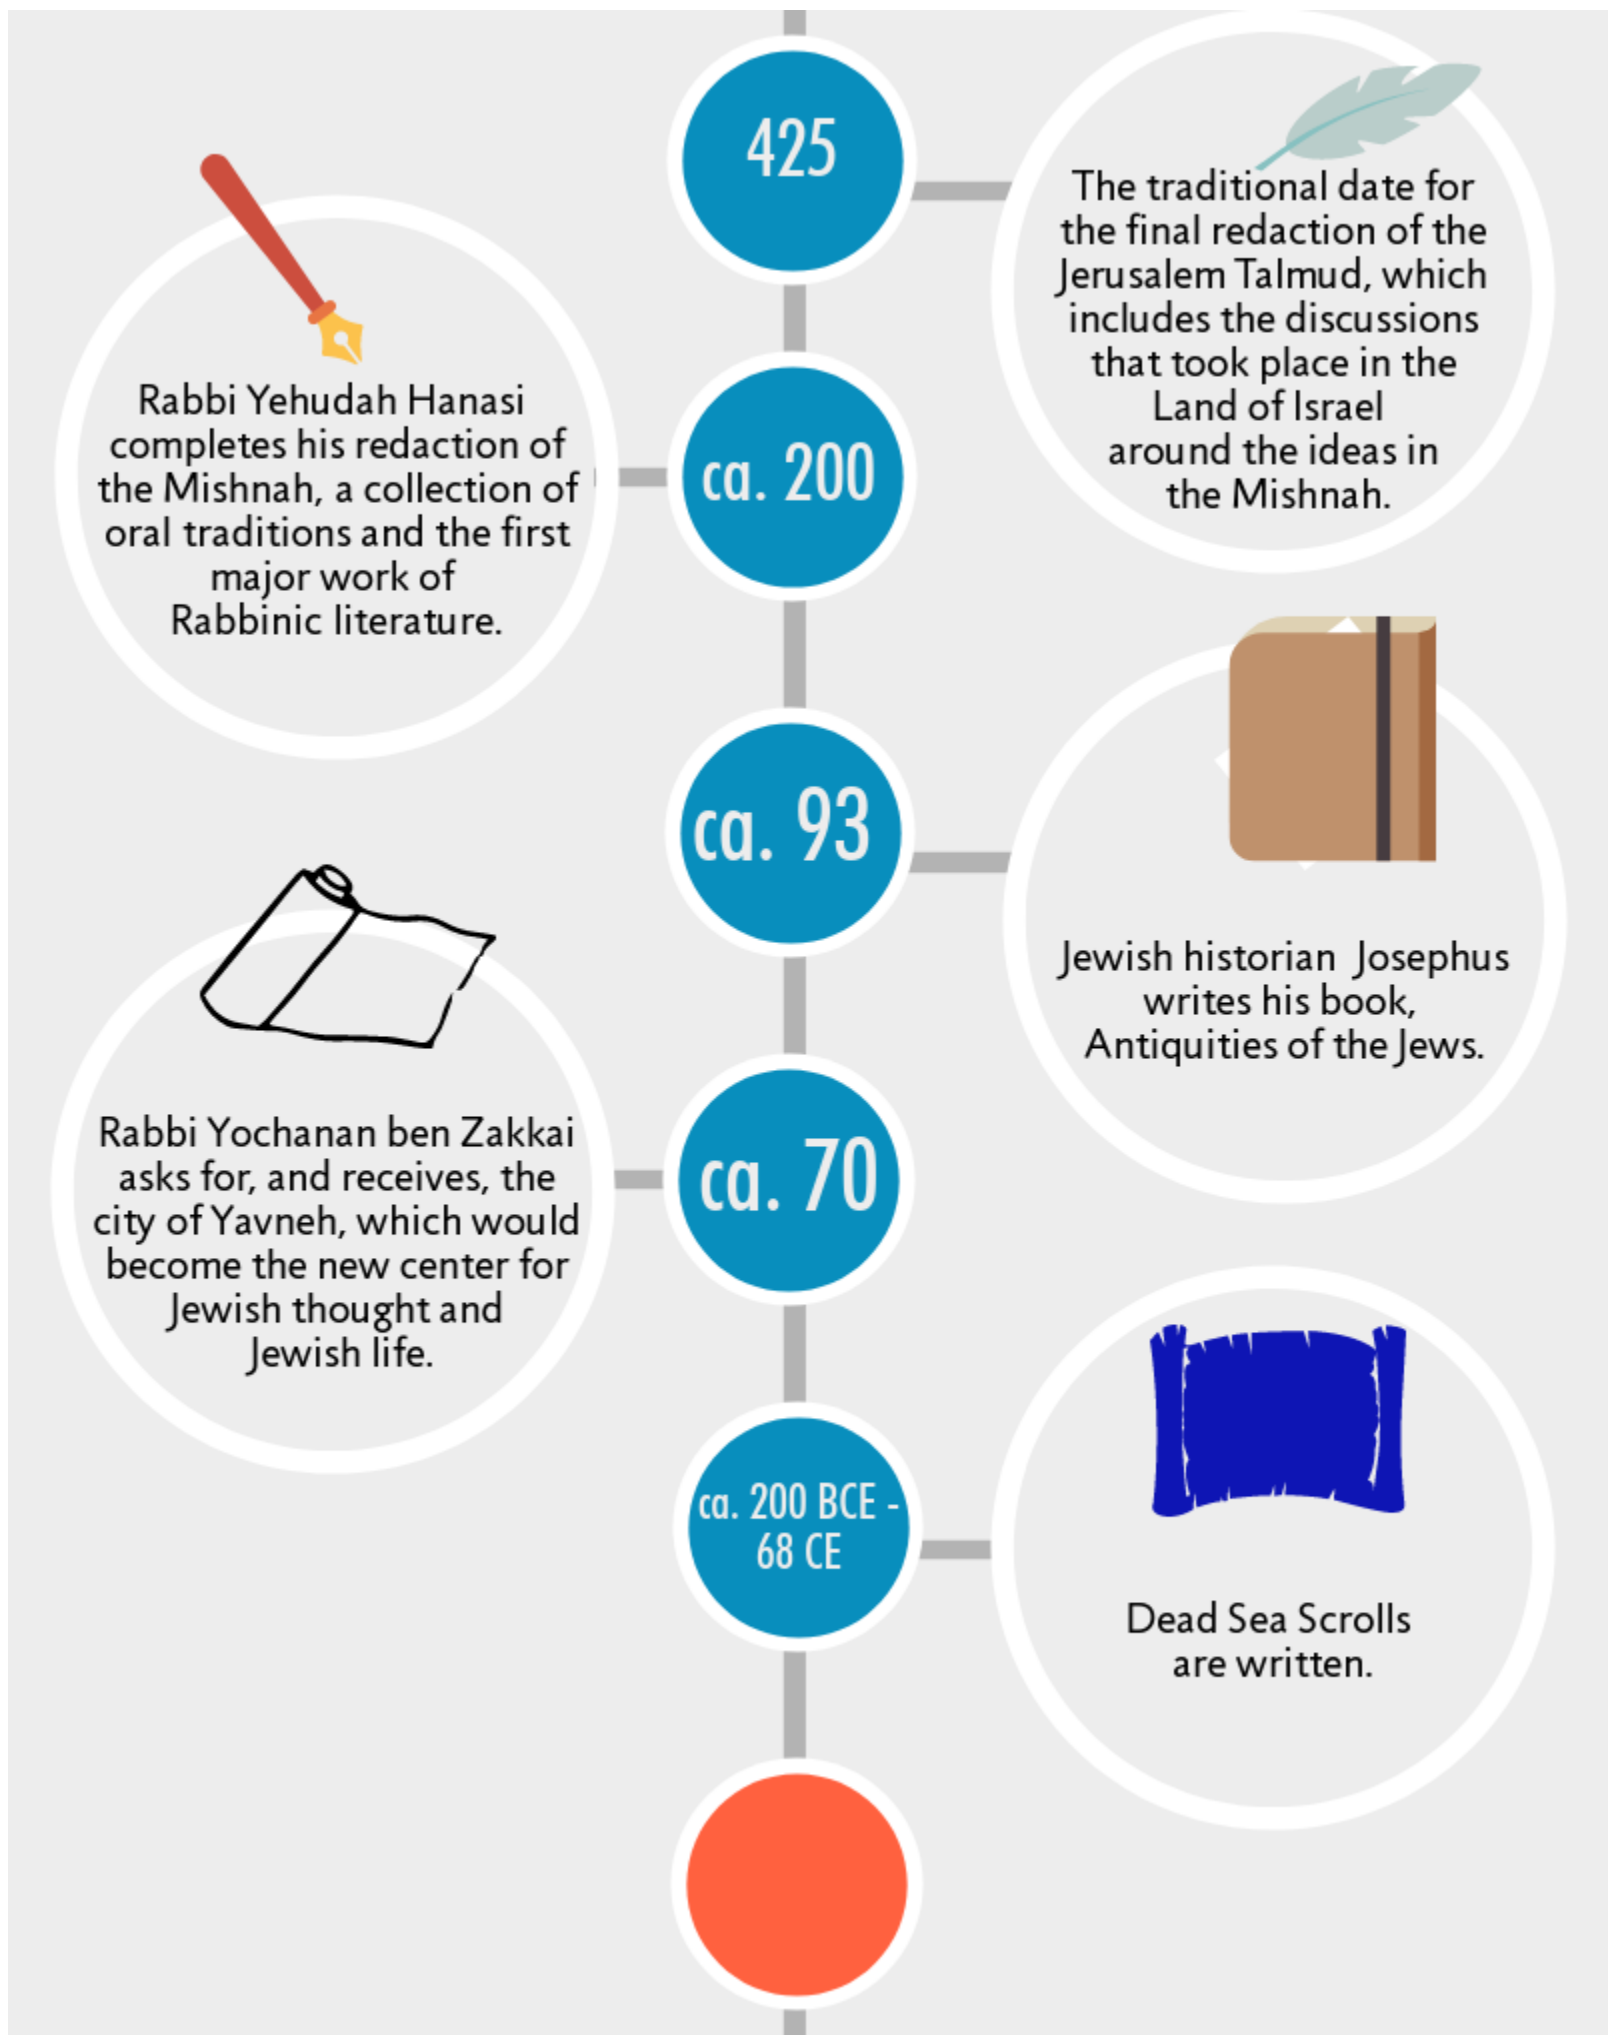 425
The traditional date for
the final redaction of the
Jerusalem Talmud, which
includes the discussions
that took place in the
Land of Israel
around the ideas in
the Mishnah.
Rabbi Yehudah Hanasi
completes his redaction of
the Mishnah, a collection of
oral traditions and the first
major work of
Rabbinic literature.
ca. 200
ca. 93
Jewish historian Josephus
writes his book,
Antiquities of the Jews.
Rabbi Yochanan ben Zakkai
asks for, and receives, the
city of Yavneh, which would
become the new center for
Jewish thought and
Jewish life.
ca. 70
ca. 200 BCE -
68 CE
Dead Sea Scrolls
are written.